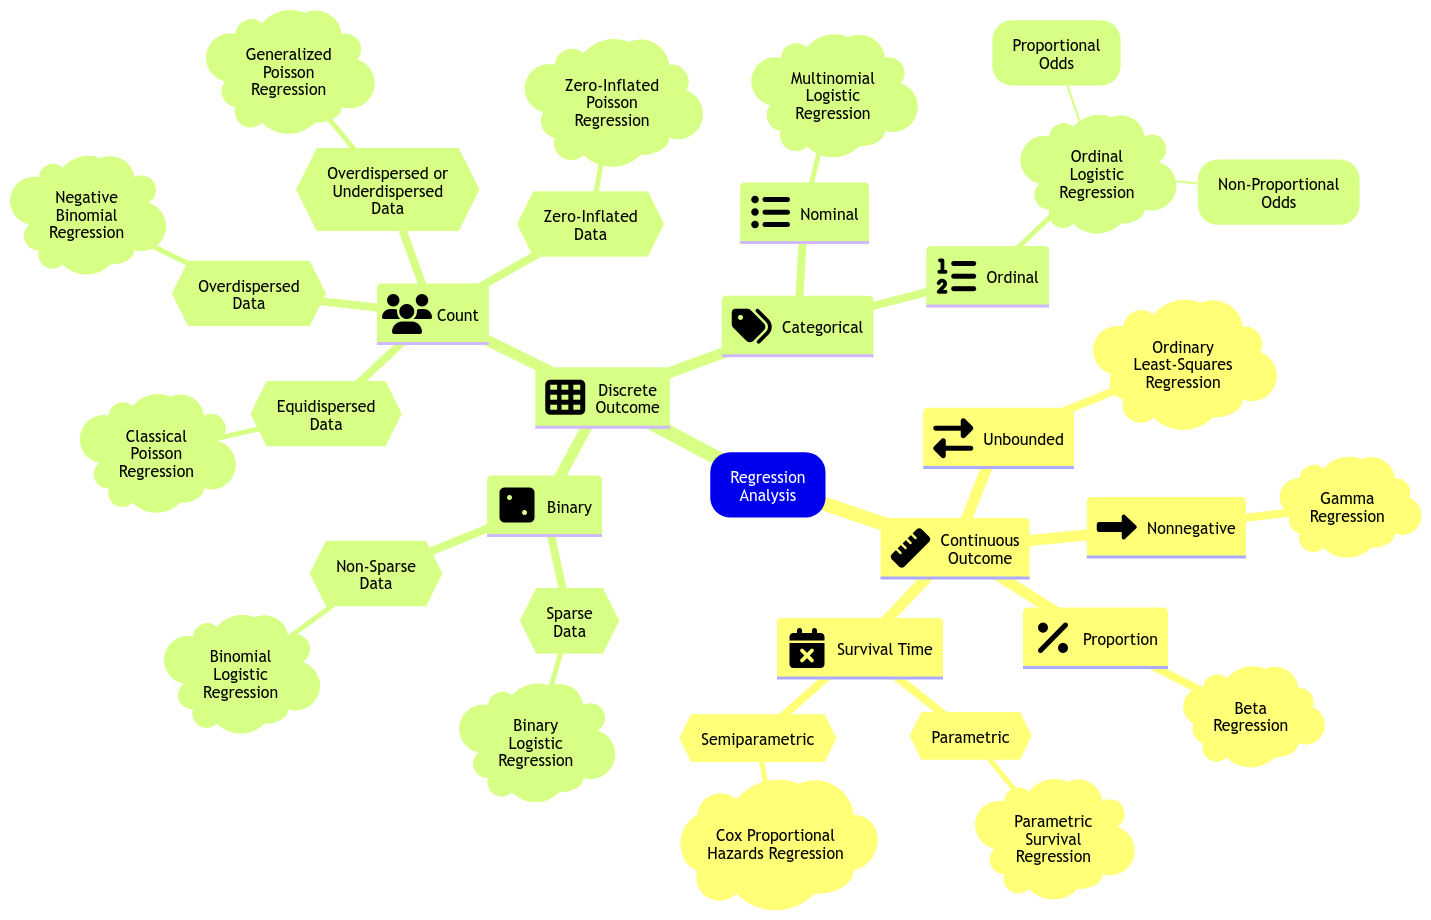 Generalized
Poisson
Regression
Zero-Inflated
Poisson
Regression
Multinomial
Logistic
Regression
Proportional
Odds
Ordinal
Logistic
Regression
Non-Proportional
Odds
Negative
Binomial
Regression
Overdispersed or
Underdispersed
Data
Zero-Inflated
Data
Nominal
1
2
Ordinal
Overdispersed
Data
Count
Categorical
Discrete
Outcome
Equidispersed
Data
Classical
Poisson
Regression
Ordinary
Least-Squares
Regression
Unbounded
Regression
Analysis
Binary
Gamma
Regression
Nonnegative
Continuous
Outcome
Non-Sparse
Data
Sparse
Data
Binomial
Logistic
Regression
Survival Time
Proportion
Beta
Regression
Binary
Logistic
Regression
Semiparametric
Parametric
Cox Proportional
Hazards Regression
Parametric
Survival
Regression